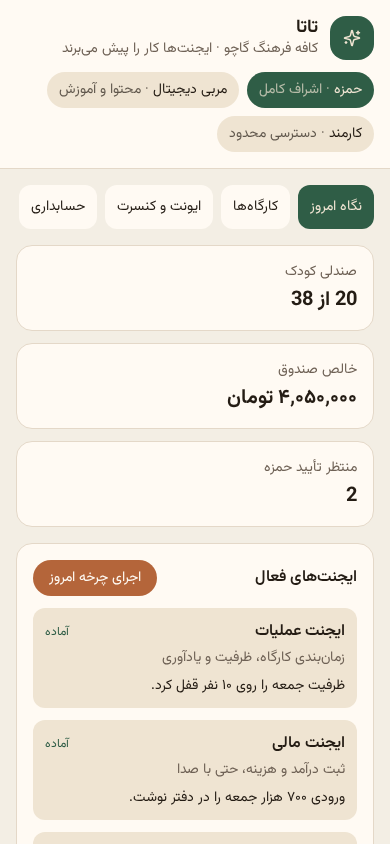 تاتا
کافه فرهنگ گاچو · ایجنت‌ها کار را پیش می‌برند
حمزه · اشراف کامل
مربی دیجیتال · محتوا و آموزش
کارمند · دسترسی محدود
نگاه امروز
کارگاه‌ها
ایونت و کنسرت
حسابداری
صندلی کودک
20 از 38
خالص صندوق
۴,۰۵۰,۰۰۰ تومان
منتظر تأیید حمزه
2
ایجنت‌های فعال
اجرای چرخه امروز
ایجنت عملیات
آماده
زمان‌بندی کارگاه، ظرفیت و یادآوری
ظرفیت جمعه را روی ۱۰ نفر قفل کرد.
ایجنت مالی
آماده
ثبت درآمد و هزینه، حتی با صدا
ورودی ۷۰۰ هزار جمعه را در دفتر نوشت.